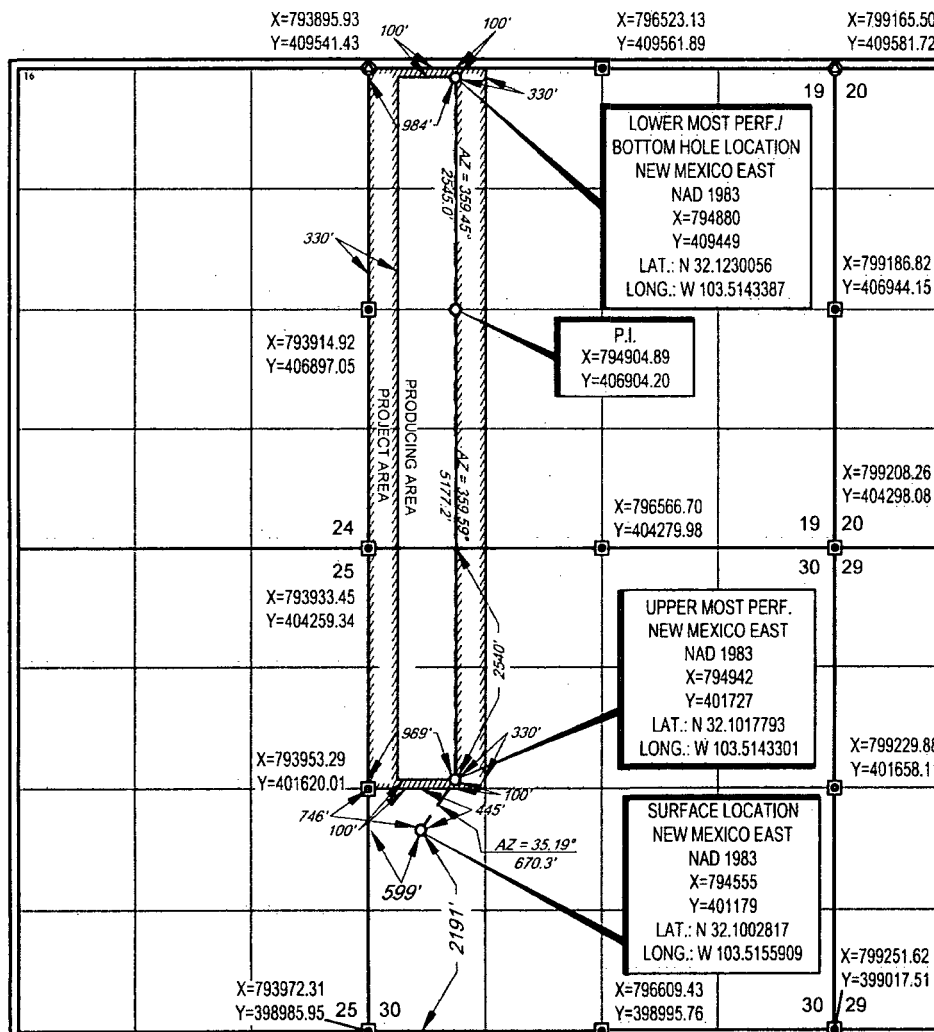 X=793895.93
Y=409541.43
100'
100'
X=796523.13
Y=409561.89
X=799165.50
Y=409581.72
16
330'
19 20
984'
LOWER MOST PERF./
BOTTOM HOLE LOCATION
NEW MEXICO EAST
NAD 1983
X=794880
Y=409449
LAT.: N 32.1230056
LONG.: W 103.5143387
AZ = 359.45°
2545.0'
330'
X=799186.82
Y=406944.15
X=793914.92
Y=406897.05
P.I.
X=794904.89
Y=406904.20
PROJECT AREA
PRODUCING AREA
AZ = 359.59°
5177.2'
X=799208.26
Y=404298.08
X=796566.70
Y=404279.98
24
25
19 20
30 29
X=793933.45
Y=404259.34
2540'
UPPER MOST PERF.
NEW MEXICO EAST
NAD 1983
X=794942
Y=401727
LAT.: N 32.1017793
LONG.: W 103.5143301
989'
330'
X=793953.29
Y=401620.01
X=799229.88
Y=401658.11
746'
100'
100'
445'
AZ = 35.19°
670.3'
599'
2191'
SURFACE LOCATION
NEW MEXICO EAST
NAD 1983
X=794555
Y=401179
LAT.: N 32.1002817
LONG.: W 103.5155909
X=799251.62
Y=399017.51
X=793972.31
Y=398985.95
25 30
X=796609.43
Y=398995.76
30 29